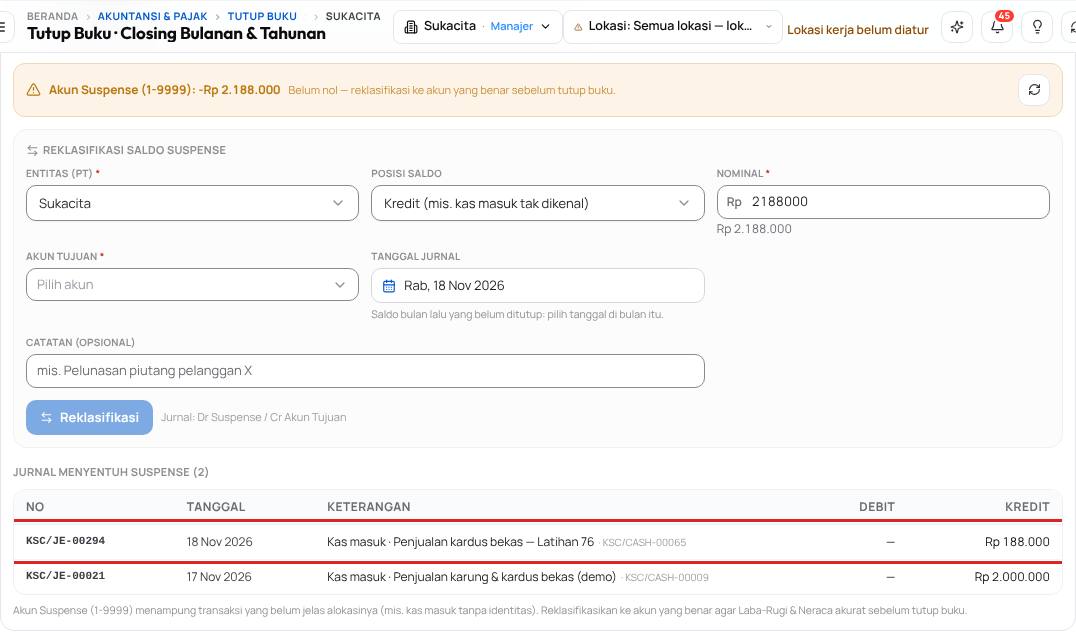 BERANDA > AKUNTANSI & PAJAK > TUTUP BUKU > SUKACITA
Tutup Buku · Closing Bulanan & Tahunan
Sukacita · Manajer
Lokasi: Semua lokasi — lok...
Lokasi kerja belum diatur
45
Akun Suspense (1-9999): -Rp 2.188.000 Belum nol — reklasifikasi ke akun yang benar sebelum tutup buku.
REKLASIFIKASI SALDO SUSPENSE
ENTITAS (PT) * POSISI SALDO NOMINAL *
Sukacita Kredit (mis. kas masuk tak dikenal) Rp 2188000
Rp 2.188.000
AKUN TUJUAN * TANGGAL JURNAL
Pilih akun Rab, 18 Nov 2026
Saldo bulan lalu yang belum ditutup: pilih tanggal di bulan itu.
CATATAN (OPSIONAL)
mis. Pelunasan piutang pelanggan X
Reklasifikasi Jurnal: Dr Suspense / Cr Akun Tujuan
JURNAL MENYENTUH SUSPENSE (2)
NO TANGGAL KETERANGAN DEBIT KREDIT
KSC/JE-00294 18 Nov 2026 Kas masuk · Penjualan kardus bekas — Latihan 76 · KSC/CASH-00065 — Rp 188.000
KSC/JE-00021 17 Nov 2026 Kas masuk · Penjualan karung & kardus bekas (demo) · KSC/CASH-00009 — Rp 2.000.000
Akun Suspense (1-9999) menampung transaksi yang belum jelas alokasinya (mis. kas masuk tanpa identitas). Reklasifikasikan ke akun yang benar agar Laba-Rugi & Neraca akurat sebelum tutup buku.